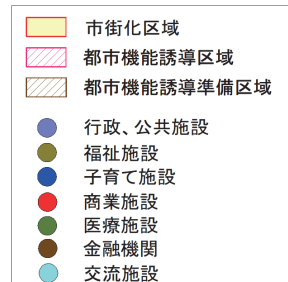 市街化区域
都市機能誘導区域
都市機能誘導準備区域
行政、公共施設
福祉施設
子育て施設
商業施設
医療施設
金融機関
交流施設